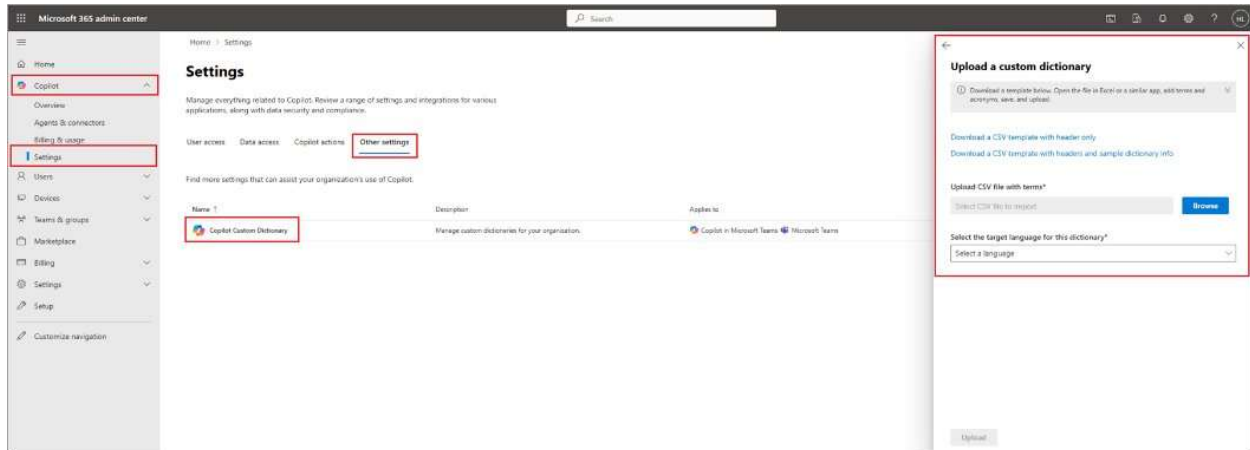 Microsoft 365 admin center
Search
HL
Home
Copilot
Overview
Agents & connectors
Billing & usage
Settings
Users
Devices
Teams & groups
Marketplace
Billing
Settings
Setup
Customize navigation
Home > Settings
Settings
Manage everything related to Copilot. Review a range of settings and integrations for various
applications, along with data security and compliance.
User access Data access Copilot actions Other settings
Find more settings that can assist your organization's use of Copilot.
Name ↑ Description Applies to
Copilot Custom Dictionary Manage custom dictionaries for your organisation. Copilot in Microsoft Teams Microsoft Teams
Upload a custom dictionary
Download a template below. Open the file in Excel or a similar app, add terms and
acronyms, save, and upload.
Download a CSV template with header only
Download a CSV template with headers and sample dictionary info
Upload CSV file with terms*
Select CSV file to import
Browse
Select the target language for this dictionary*
Select a language
Upload